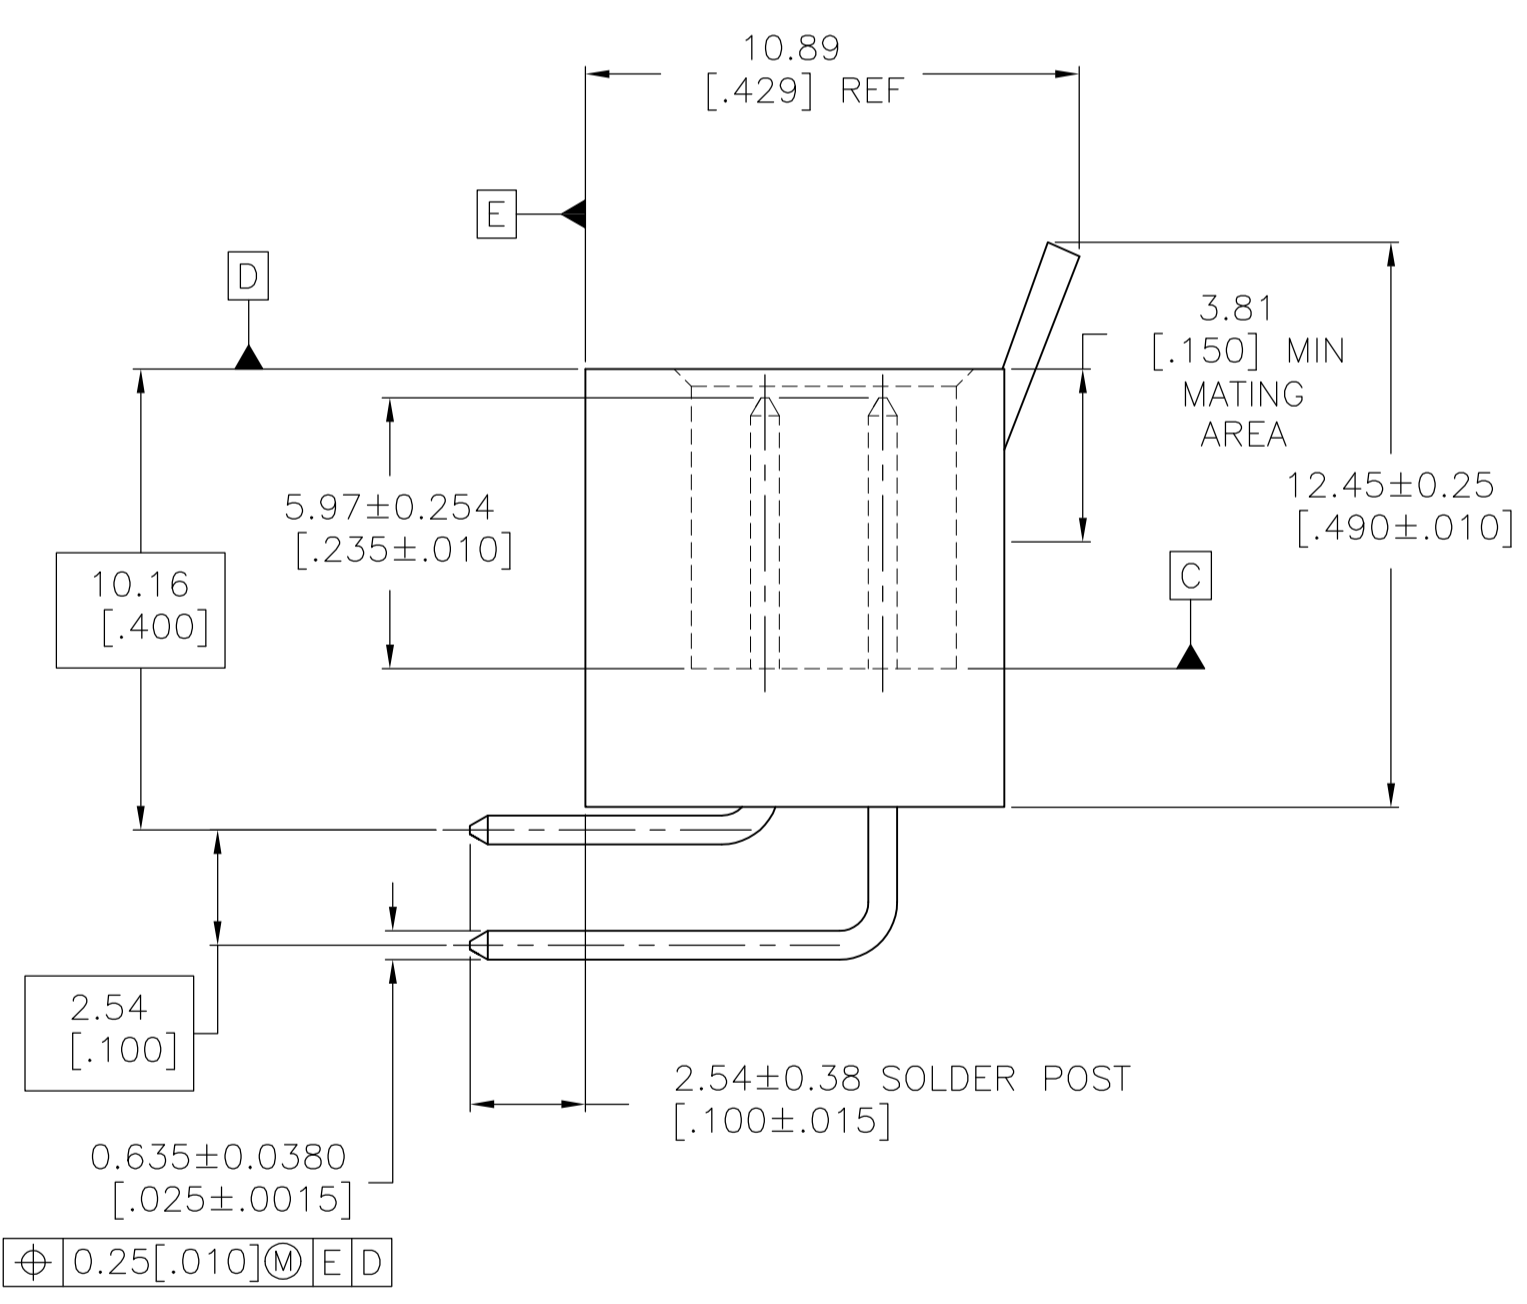 10.89
[.429] REF
E
D
3.81
[.150] MIN
MATING
AREA
5.97±0.254
[.235±.010]
12.45±0.25
[.490±.010]
10.16
[.400]
C
2.54
[.100]
2.54±0.38 SOLDER POST
[.100±.015]
0.635±0.0380
[.025±.0015]
⌖ 0.25[.010]Ⓜ E D